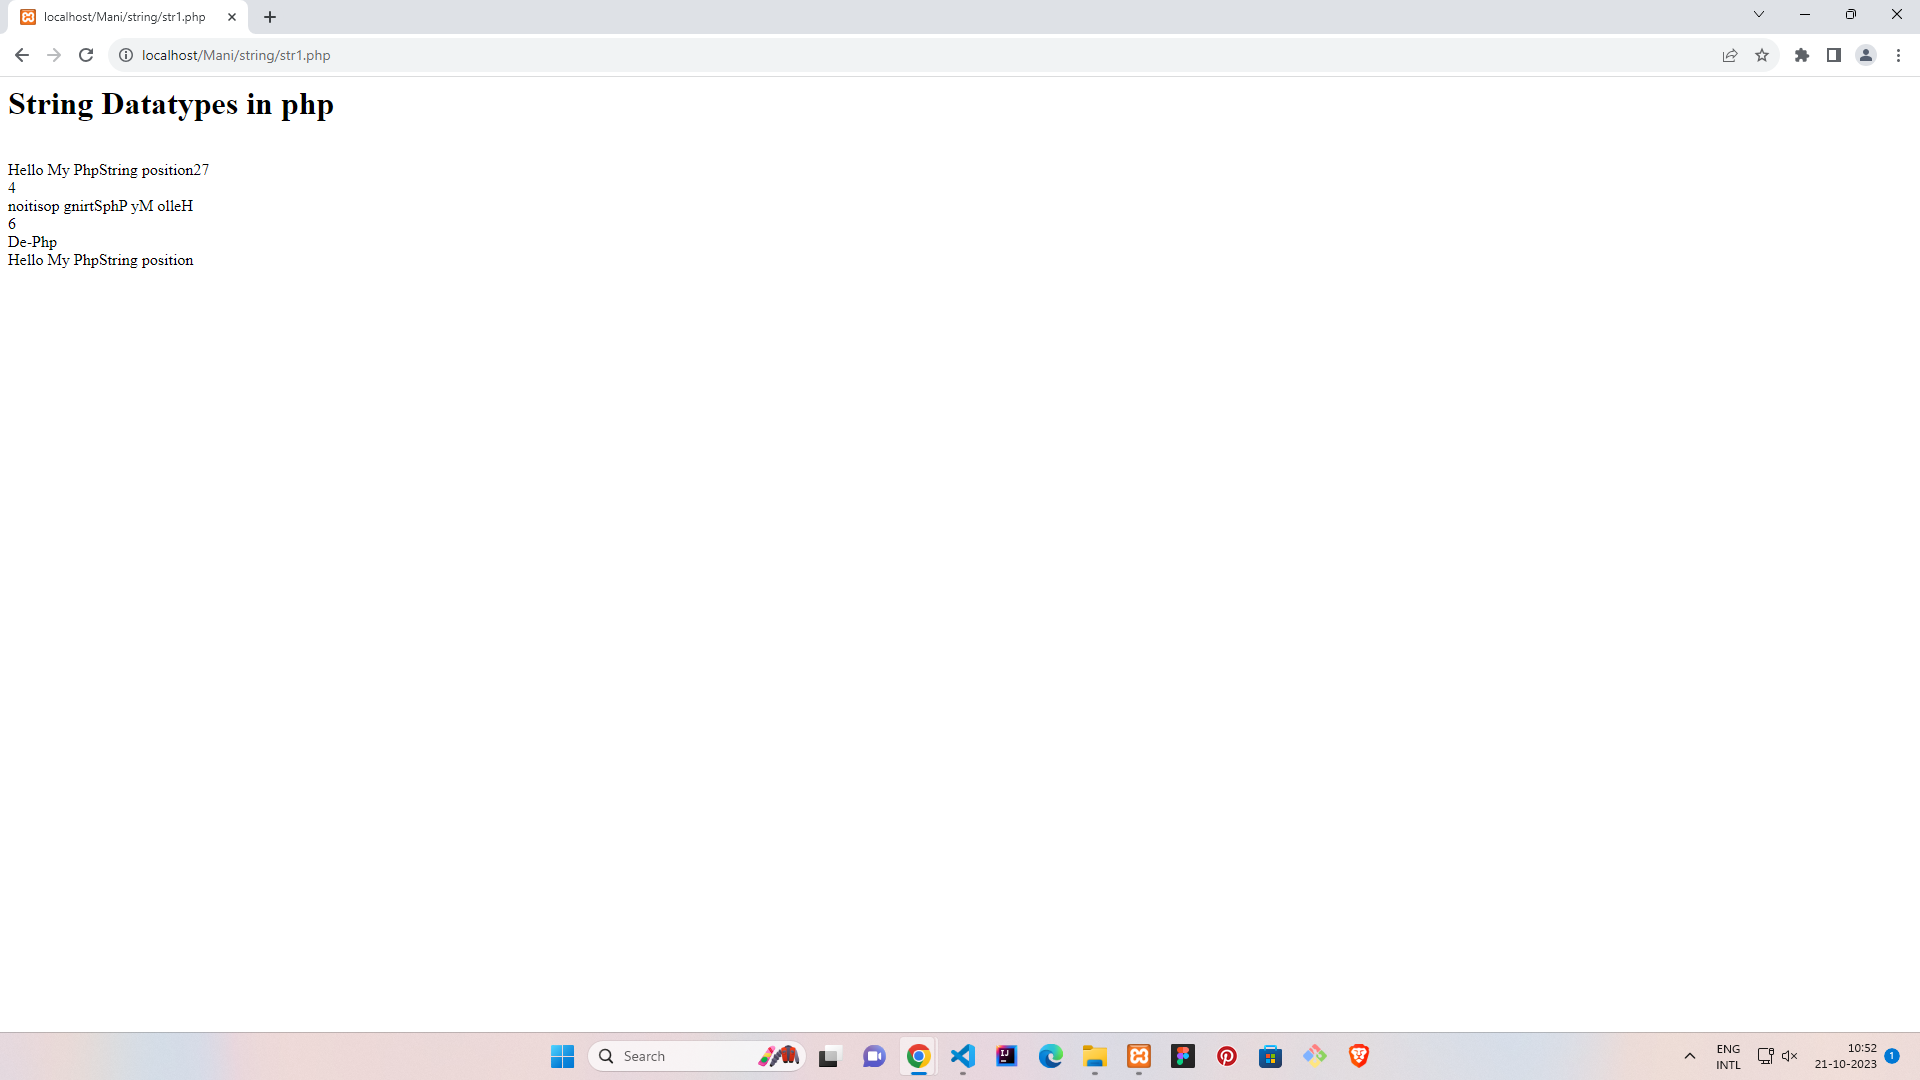 localhost/Mani/string/str1.php
localhost/Mani/string/str1.php
String Datatypes in php
Hello My PhpString position27
4
noitisop gnirtSphP yM olleH
6
De-Php
Hello My PhpString position
Search
ENG
INTL
10:52
21-10-2023
1